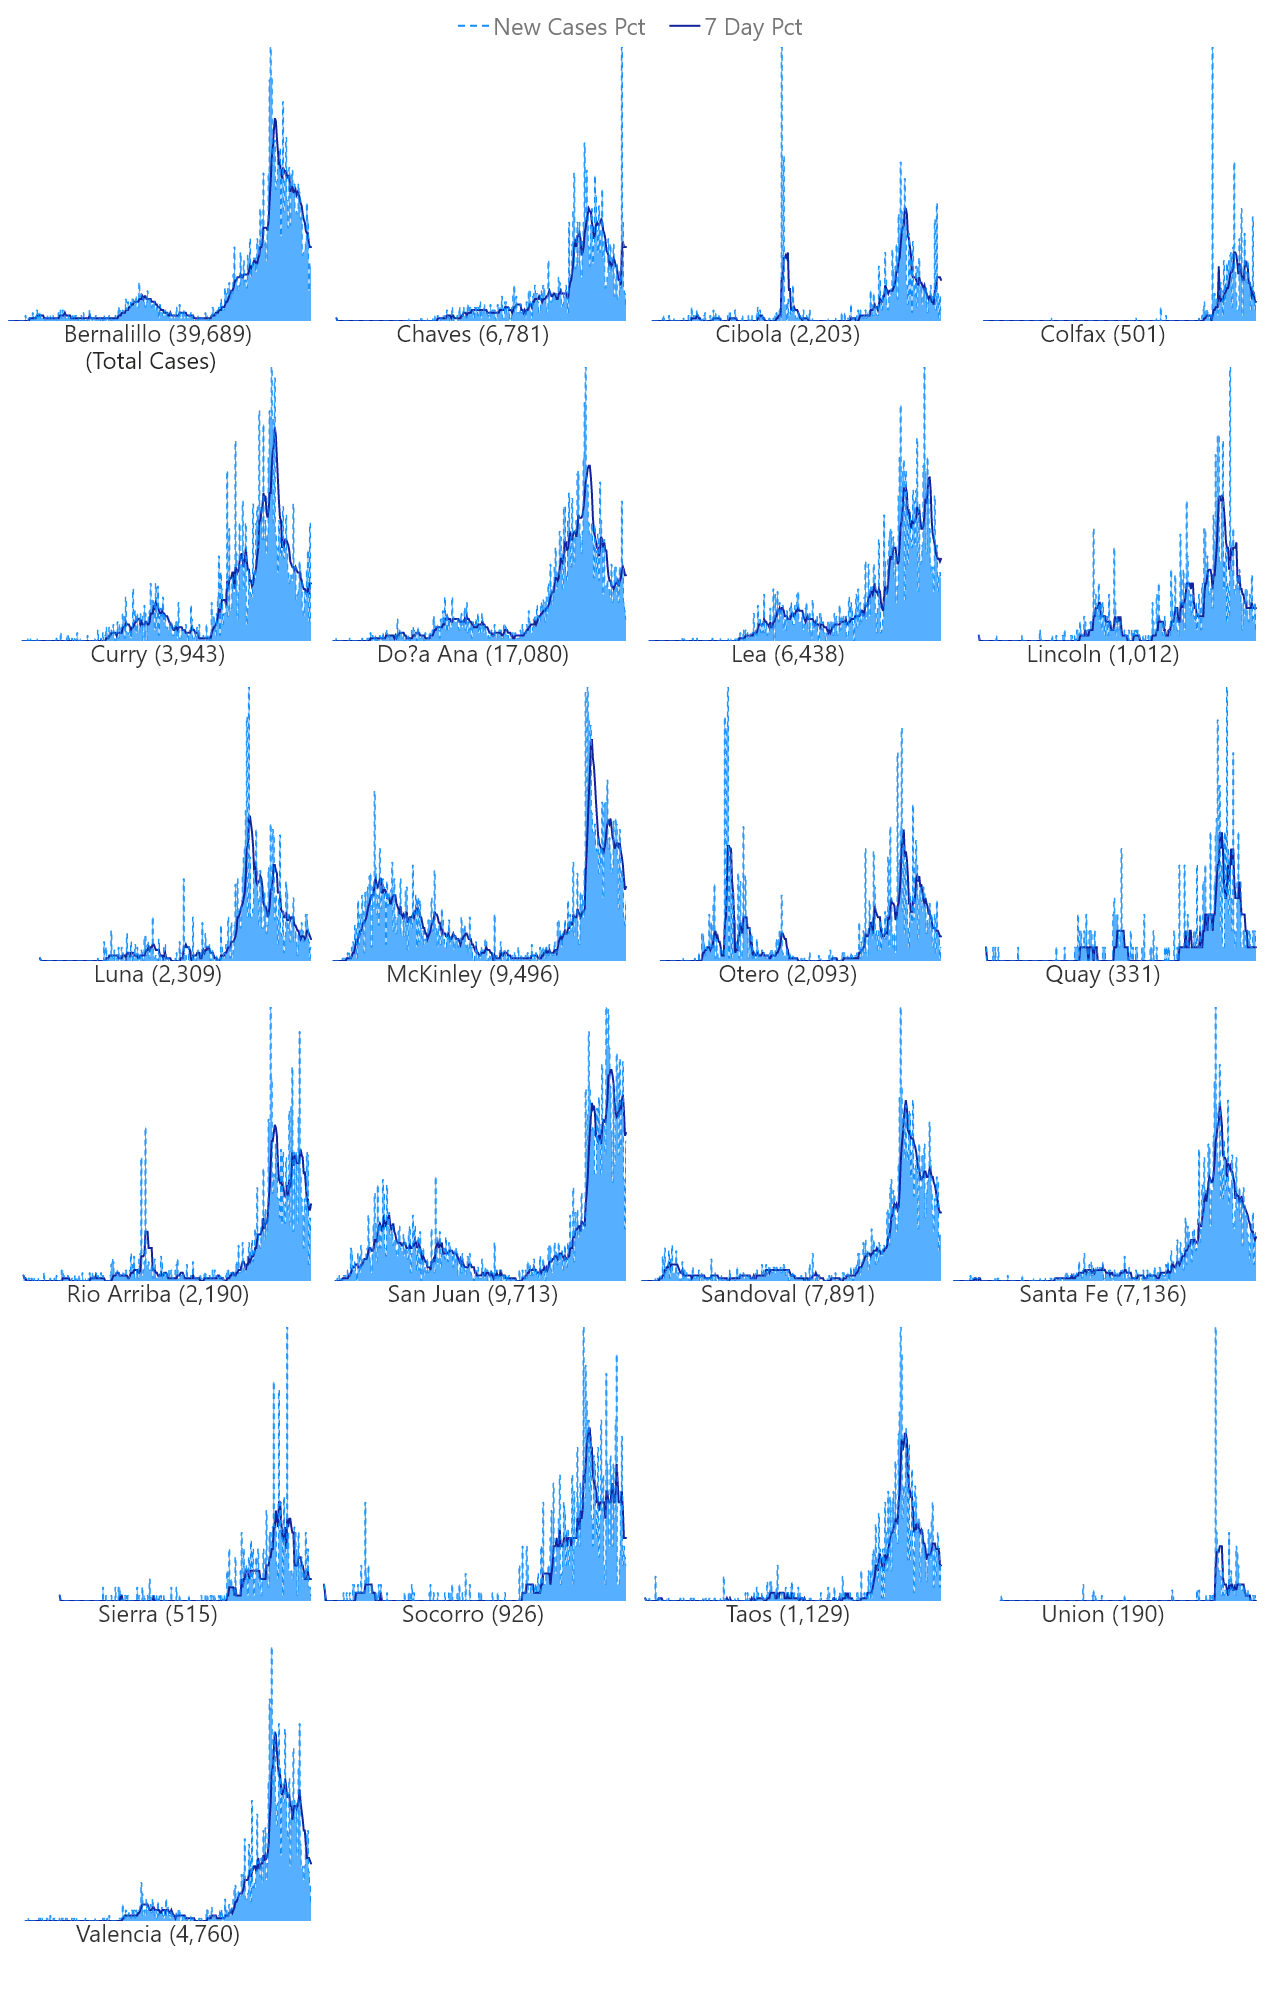 New Cases Pct 7 Day Pct
Bernalillo (39,689) Chaves (6,781) Cibola (2,203) Colfax (501)
(Total Cases)
Curry (3,943) Do?a Ana (17,080) Lea (6,438) Lincoln (1,012)
Luna (2,309) McKinley (9,496) Otero (2,093) Quay (331)
Rio Arriba (2,190) San Juan (9,713) Sandoval (7,891) Santa Fe (7,136)
Sierra (515) Socorro (926) Taos (1,129) Union (190)
Valencia (4,760)